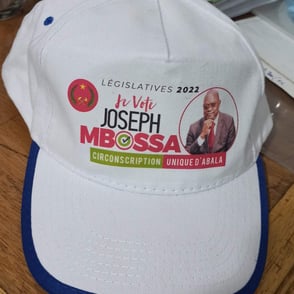 LÉGISLATIVES 2022
Je Vote
JOSEPH
MBOSSA
CIRCONSCRIPTION UNIQUE D'ABALA